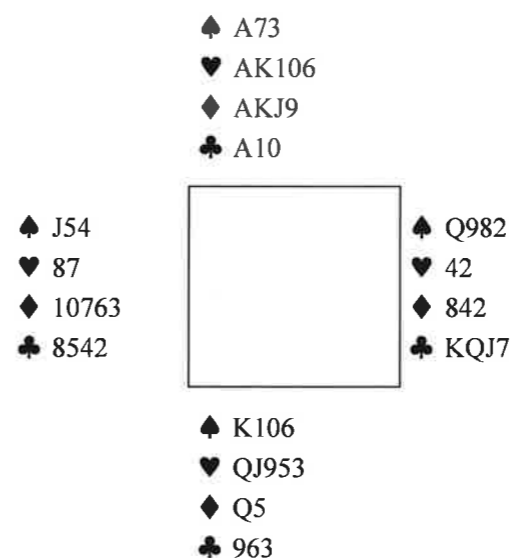 ♠ A73
♥ AK106
♦ AKJ9
♣ A10
♠ J54
♥ 87
♦ 10763
♣ 8542
♠ Q982
♥ 42
♦ 842
♣ KQJ7
♠ K106
♥ QJ953
♦ Q5
♣ 963